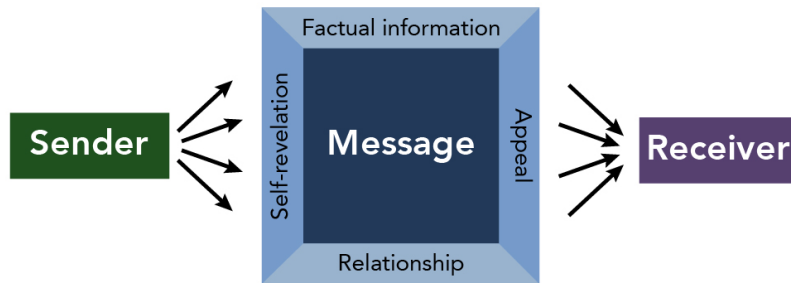 Factual information
Sender
Self-revelation
Message
Appeal
Receiver
Relationship